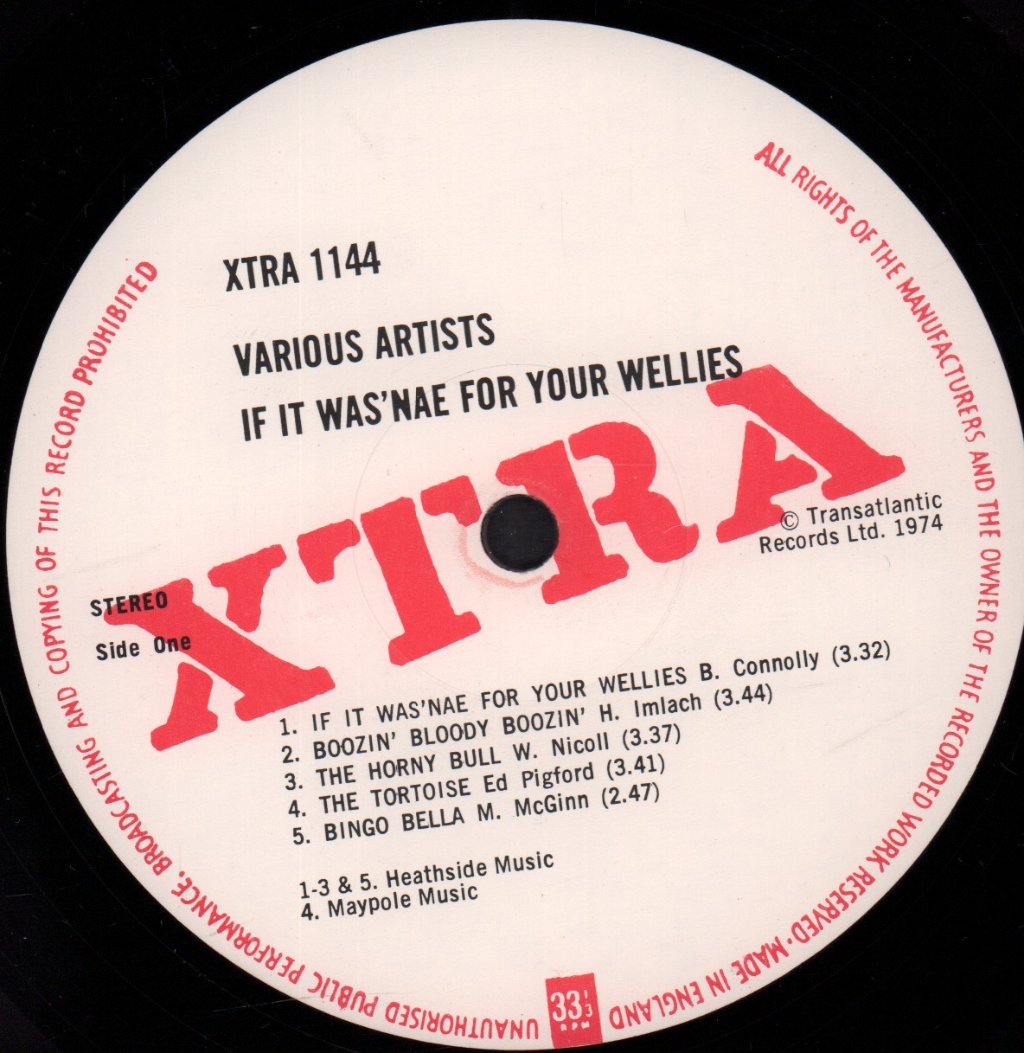 XTRA 1144
VARIOUS ARTISTS
IF IT WAS'NAE FOR YOUR WELLIES
XTRA
© Transatlantic
Records Ltd. 1974
STEREO
Side One
1. IF IT WAS'NAE FOR YOUR WELLIES B. Connolly (3.32)
2. BOOZIN' BLOODY BOOZIN' H. Imlach (3.44)
3. THE HORNY BULL W. Nicoll (3.37)
4. THE TORTOISE Ed Pigford (3.41)
5. BINGO BELLA M. McGinn (2.47)
1-3 & 5. Heathside Music
4. Maypole Music
ALL RIGHTS OF THE MANUFACTURERS AND THE OWNER OF THE RECORDED WORK RESERVED·MADE IN ENGLAND
33 1/3
RPM
UNAUTHORISED PUBLIC PERFORMANCE, BROADCASTING AND COPYING OF THIS RECORD PROHIBITED